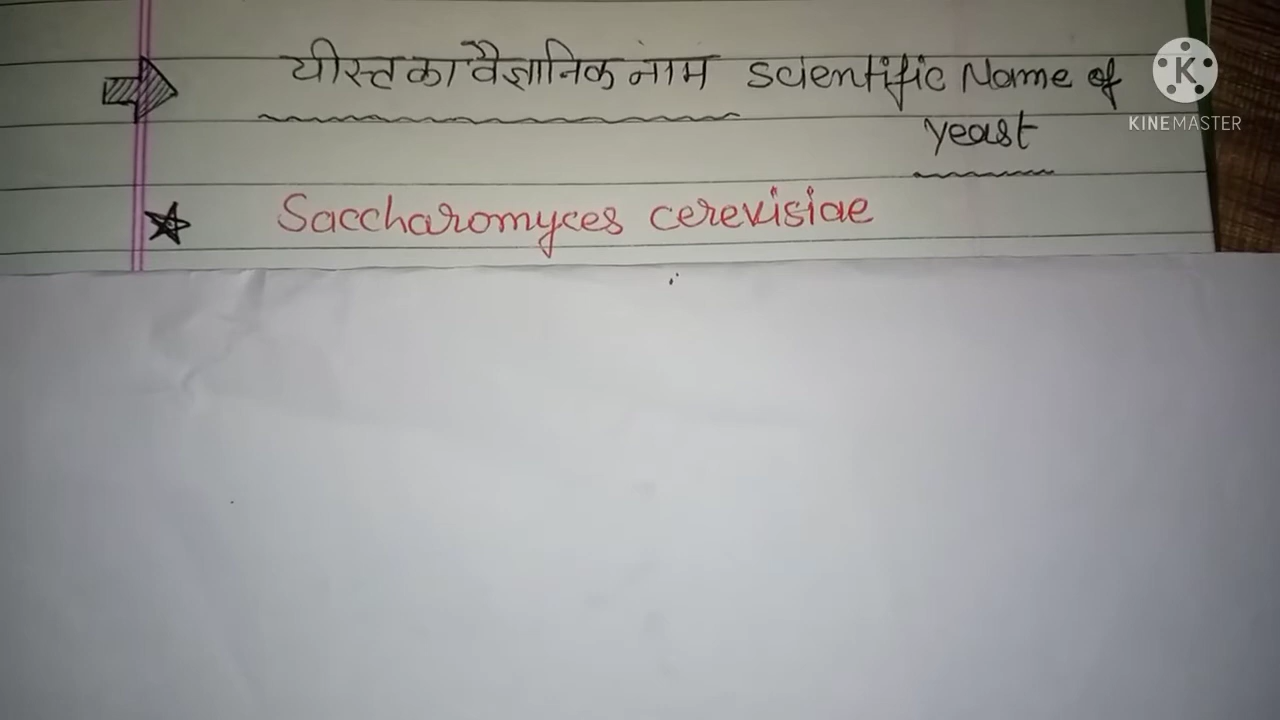 यीस्त का वैज्ञानिक नाम Scientific Name of
yeast
Saccharomyces cerevisiae
K
KINEMASTER